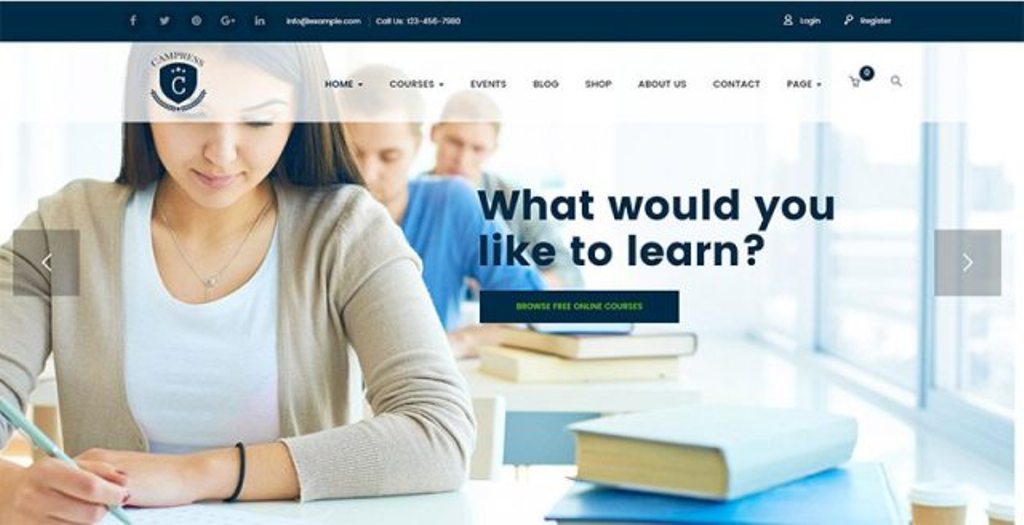 info@example.com | Call Us: 123-456-7980
Login
Register
CAMPRESS
C
HOME
COURSES
EVENTS
BLOG
SHOP
ABOUT US
CONTACT
PAGE
0
What would you
like to learn?
BROWSE FREE ONLINE COURSES